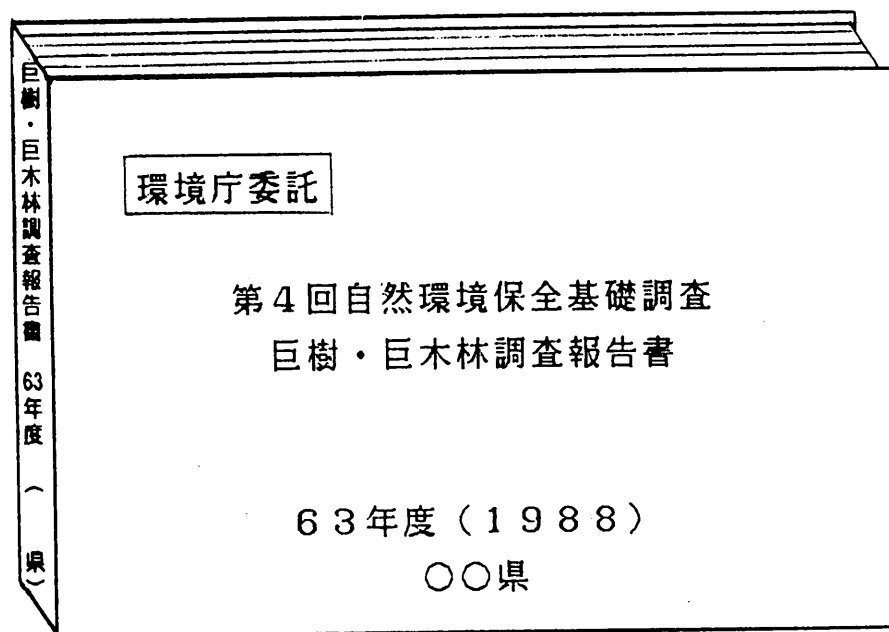 巨樹・巨木林調査報告書 63年度 ( 県)
環境庁委託
第4回自然環境保全基礎調査
巨樹・巨木林調査報告書
63年度(1988)
○○県